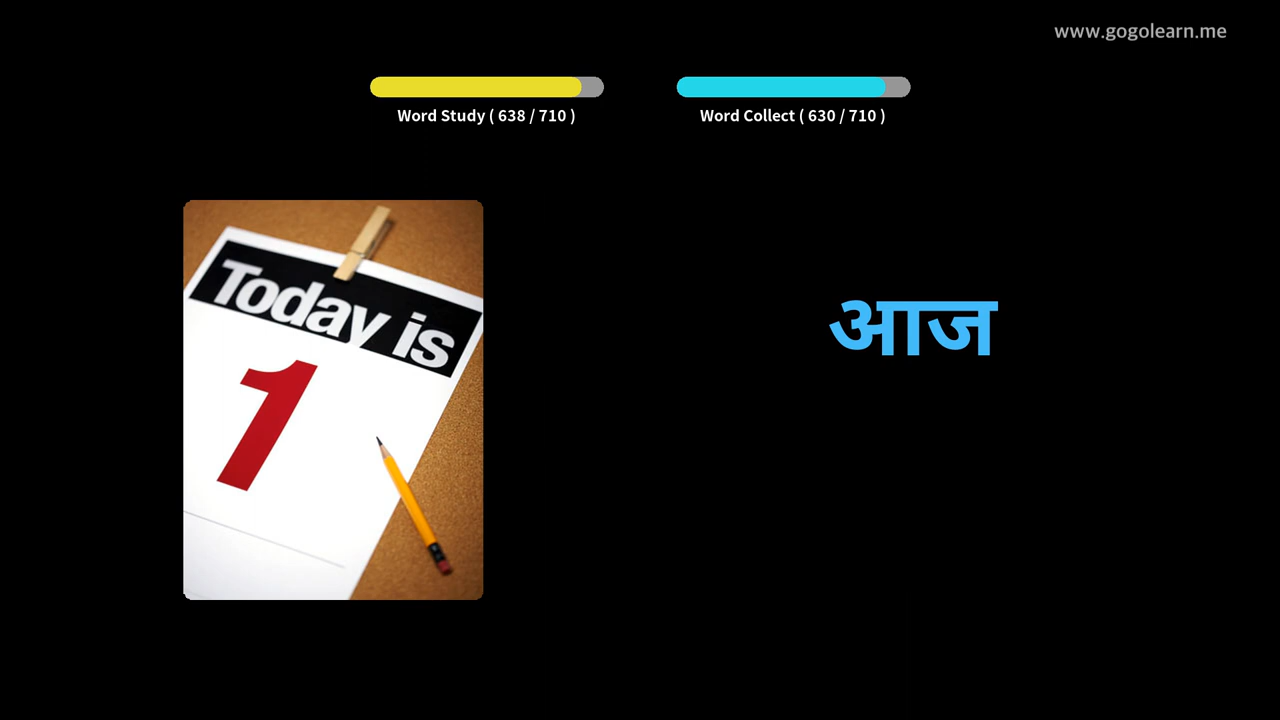 www.gogolearn.me
Word Study ( 638 / 710 )
Word Collect ( 630 / 710 )
Today is
1
आज